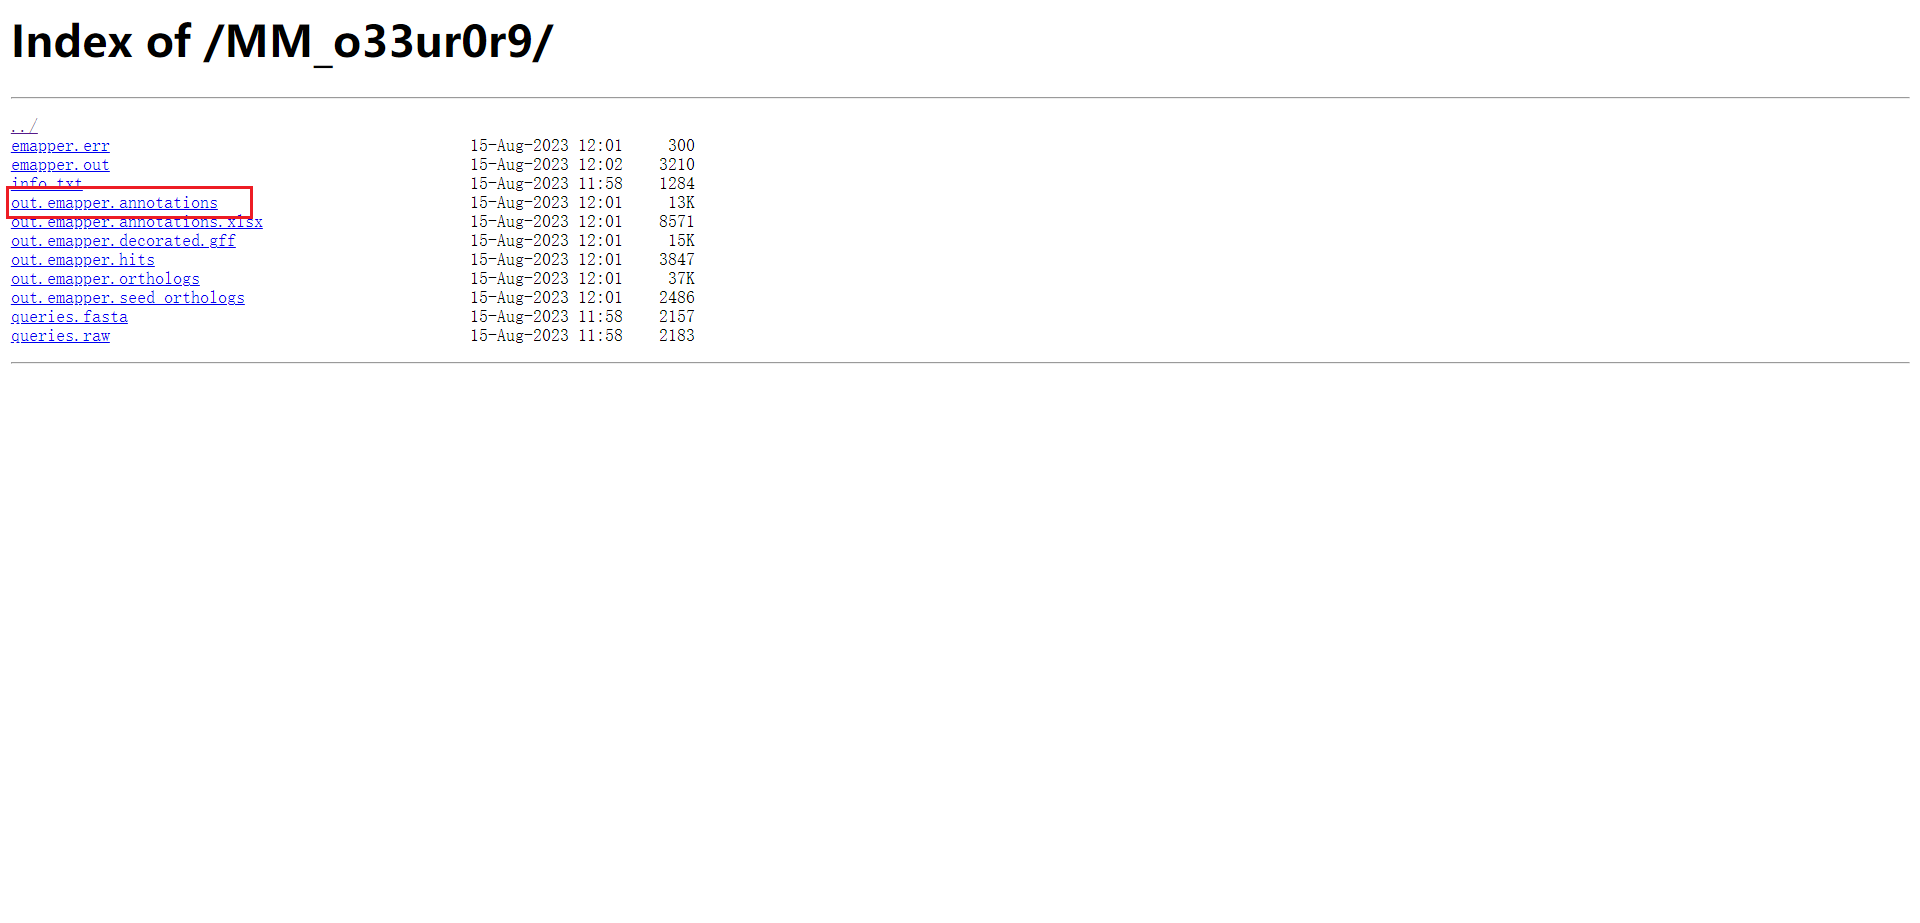 Index of /MM_o33ur0r9/
../
emapper.err 15-Aug-2023 12:01 300
emapper.out 15-Aug-2023 12:02 3210
info.txt 15-Aug-2023 11:58 1284
out.emapper.annotations 15-Aug-2023 12:01 13K
out.emapper.annotations.xlsx 15-Aug-2023 12:01 8571
out.emapper.decorated.gff 15-Aug-2023 12:01 15K
out.emapper.hits 15-Aug-2023 12:01 3847
out.emapper.orthologs 15-Aug-2023 12:01 37K
out.emapper.seed_orthologs 15-Aug-2023 12:01 2486
queries.fasta 15-Aug-2023 11:58 2157
queries.raw 15-Aug-2023 11:58 2183